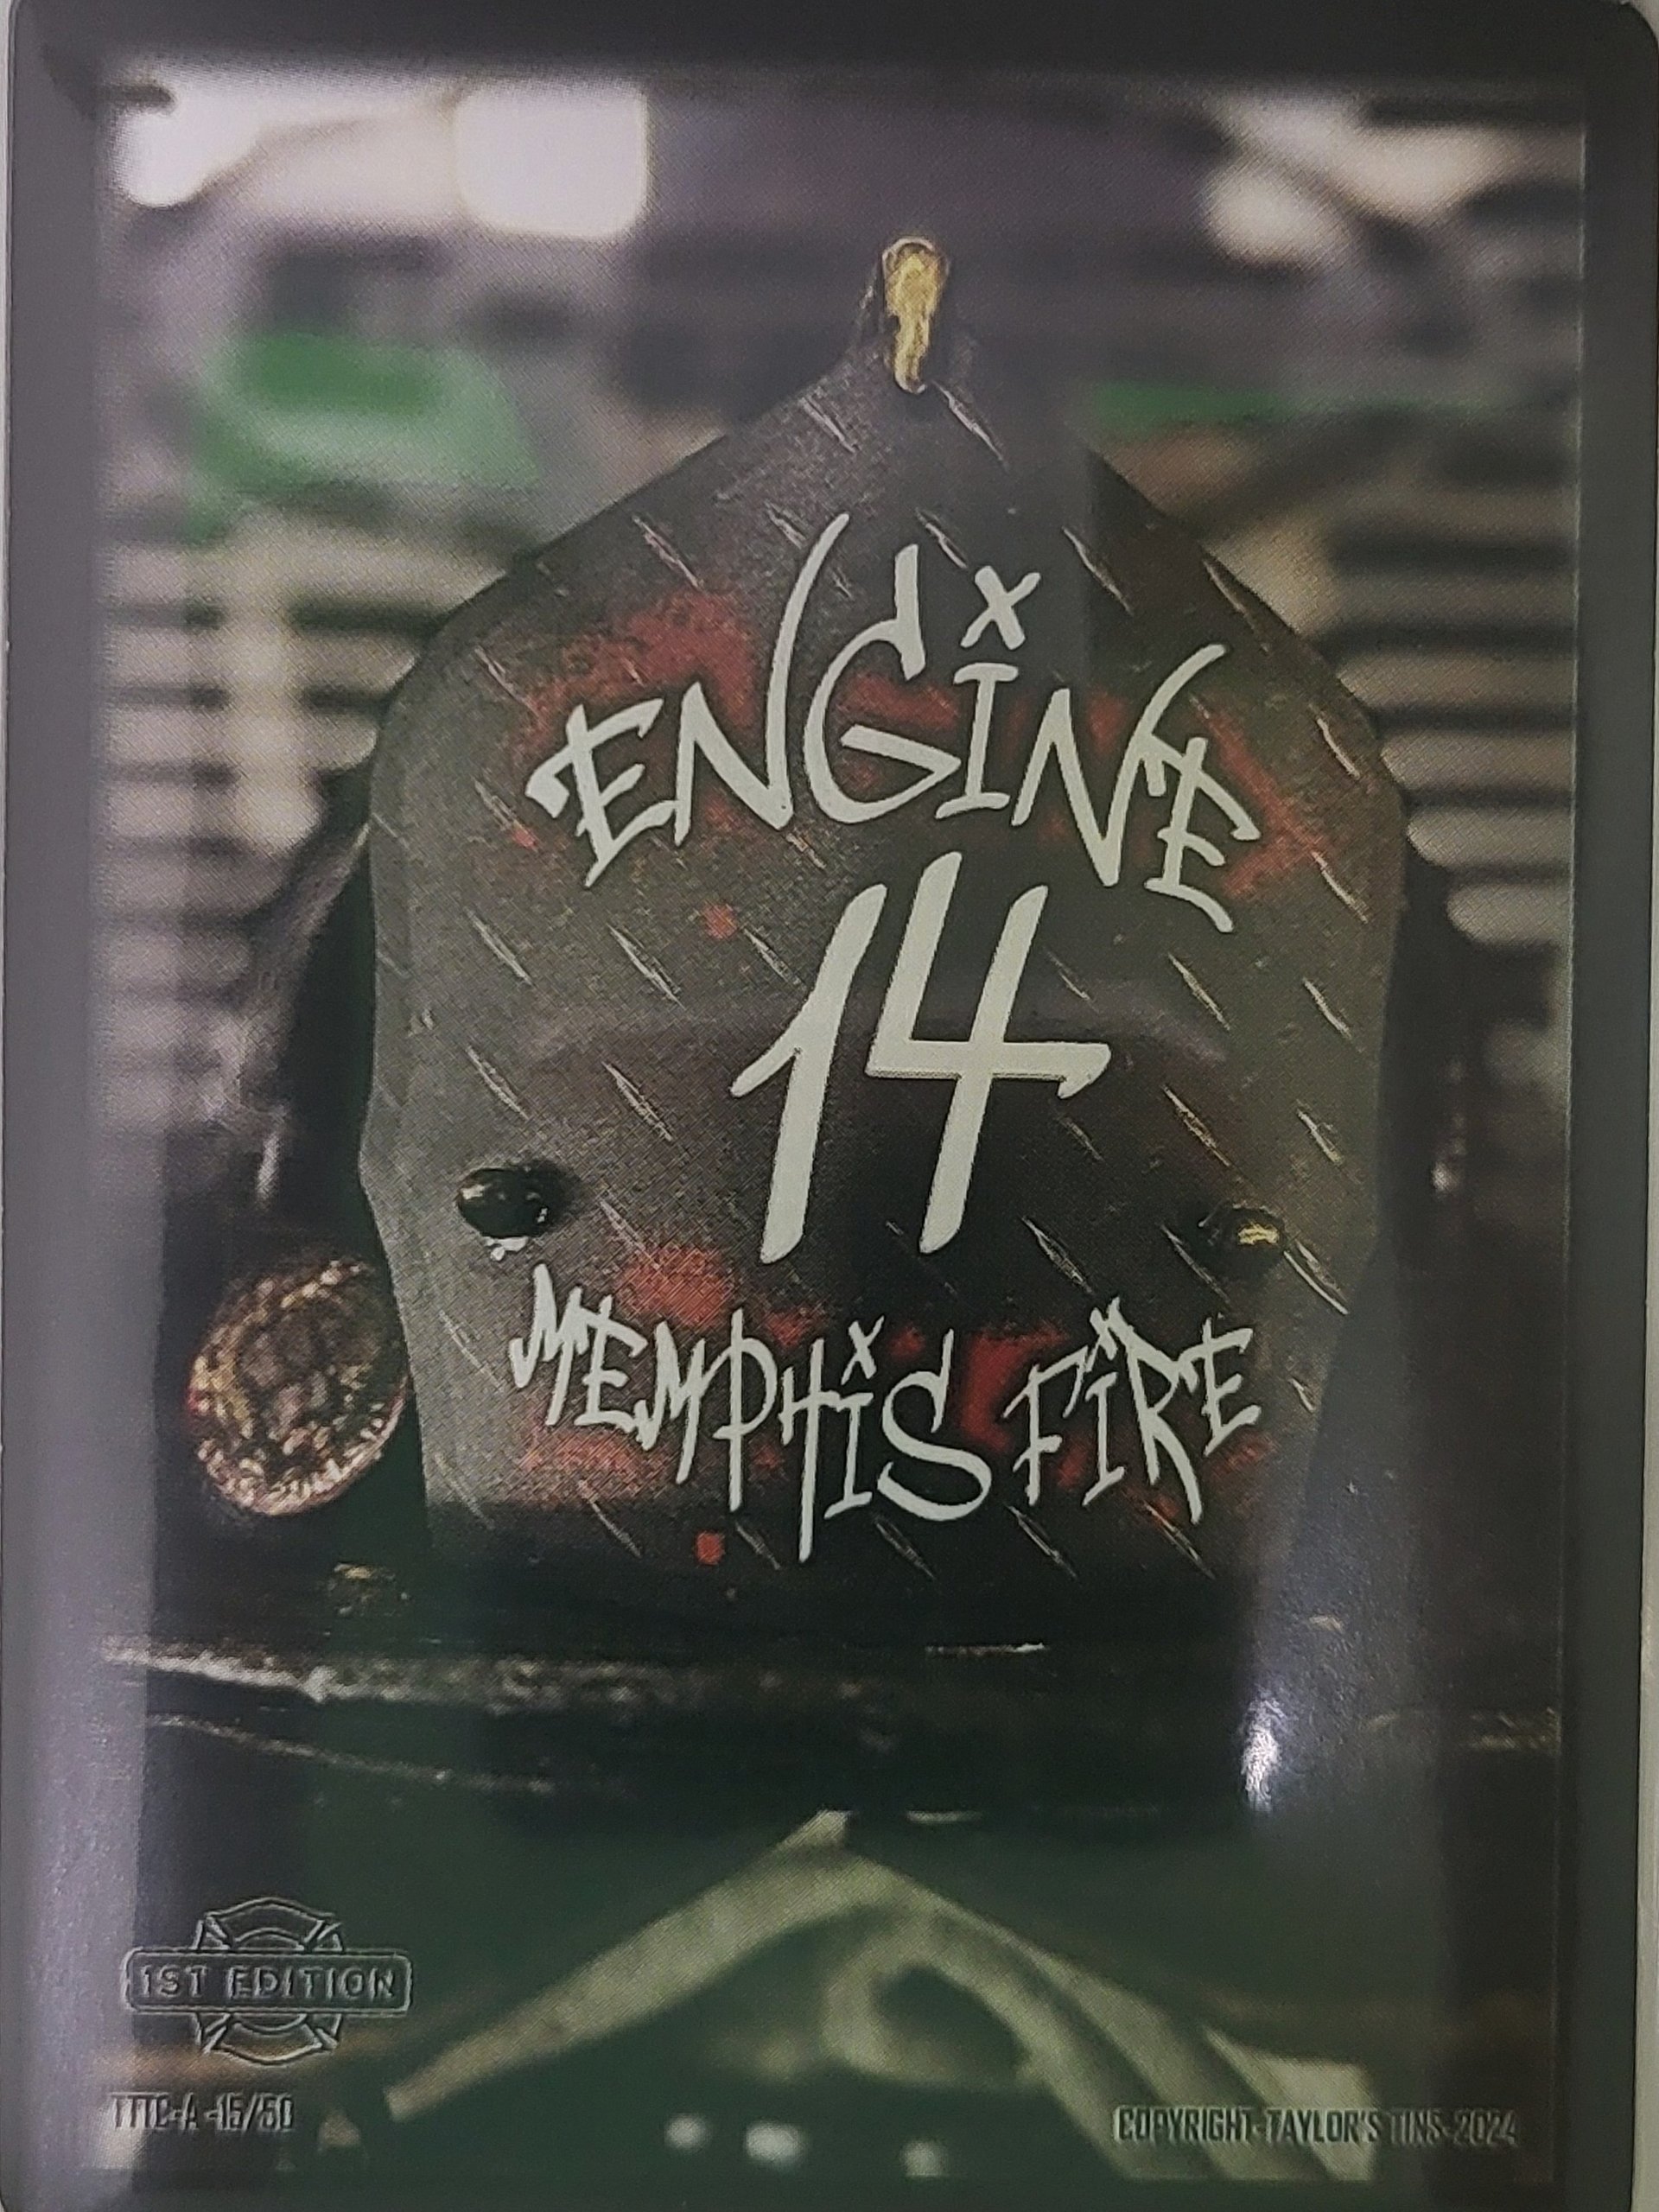 ENGINE
14
MEMPHIS FIRE
1ST EDITION
TTTC-A-15/50
COPYRIGHT-TAYLOR'S TINS-2024